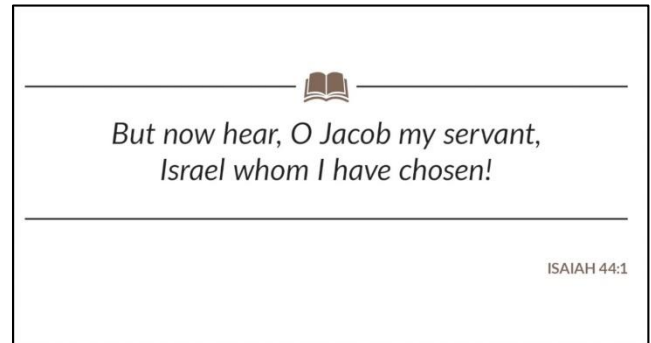 But now hear, O Jacob my servant,
Israel whom I have chosen!
ISAIAH 44:1